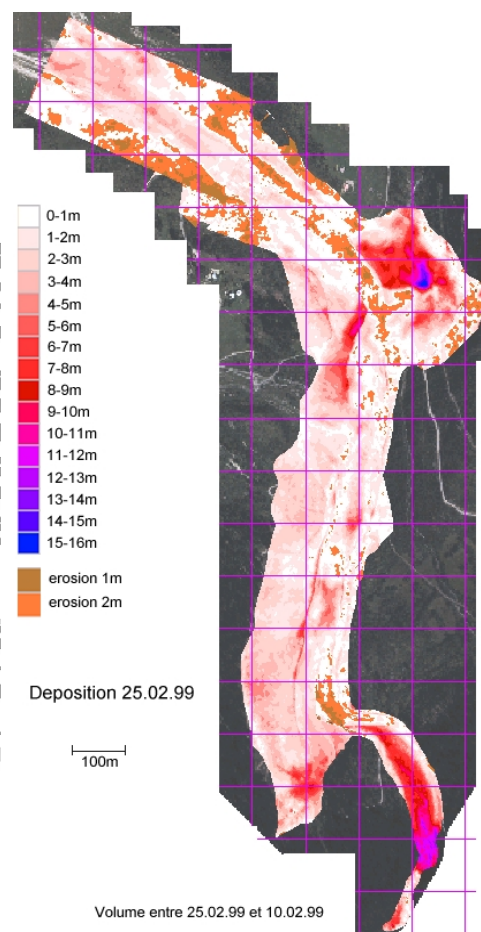 0-1m
1-2m
2-3m
3-4m
4-5m
5-6m
6-7m
7-8m
8-9m
9-10m
10-11m
11-12m
12-13m
13-14m
14-15m
15-16m
erosion 1m
erosion 2m
Deposition 25.02.99
100m
Volume entre 25.02.99 et 10.02.99